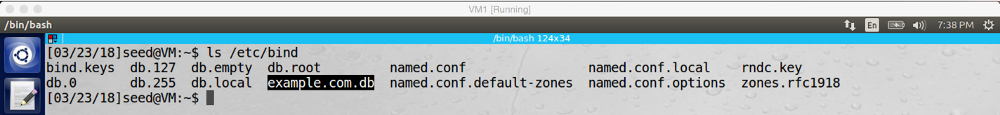 VM1 [Running]
/bin/bash En 7:38 PM
/bin/bash 124x34
[03/23/18]seed@VM:~$ ls /etc/bind
bind.keys db.127 db.empty db.root named.conf named.conf.local rndc.key
db.0 db.255 db.local example.com.db named.conf.default-zones named.conf.options zones.rfc1918
[03/23/18]seed@VM:~$